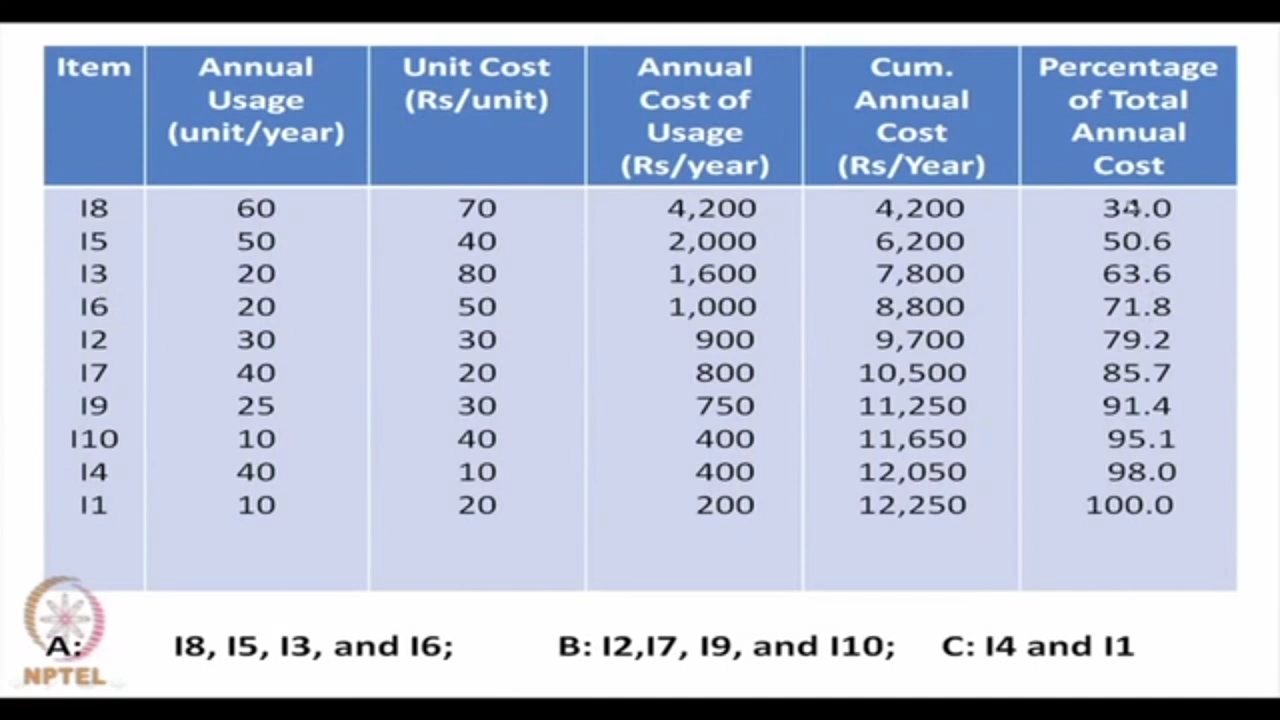 Item Annual Usage (unit/year) Unit Cost (Rs/unit) Annual Cost of Usage (Rs/year) Cum. Annual Cost (Rs/Year) Percentage of Total Annual Cost
I8 60 70 4,200 4,200 34.0
I5 50 40 2,000 6,200 50.6
I3 20 80 1,600 7,800 63.6
I6 20 50 1,000 8,800 71.8
I2 30 30 900 9,700 79.2
I7 40 20 800 10,500 85.7
I9 25 30 750 11,250 91.4
I10 10 40 400 11,650 95.1
I4 40 10 400 12,050 98.0
I1 10 20 200 12,250 100.0
A: I8, I5, I3, and I6; B: I2,I7, I9, and I10; C: I4 and I1
NPTEL